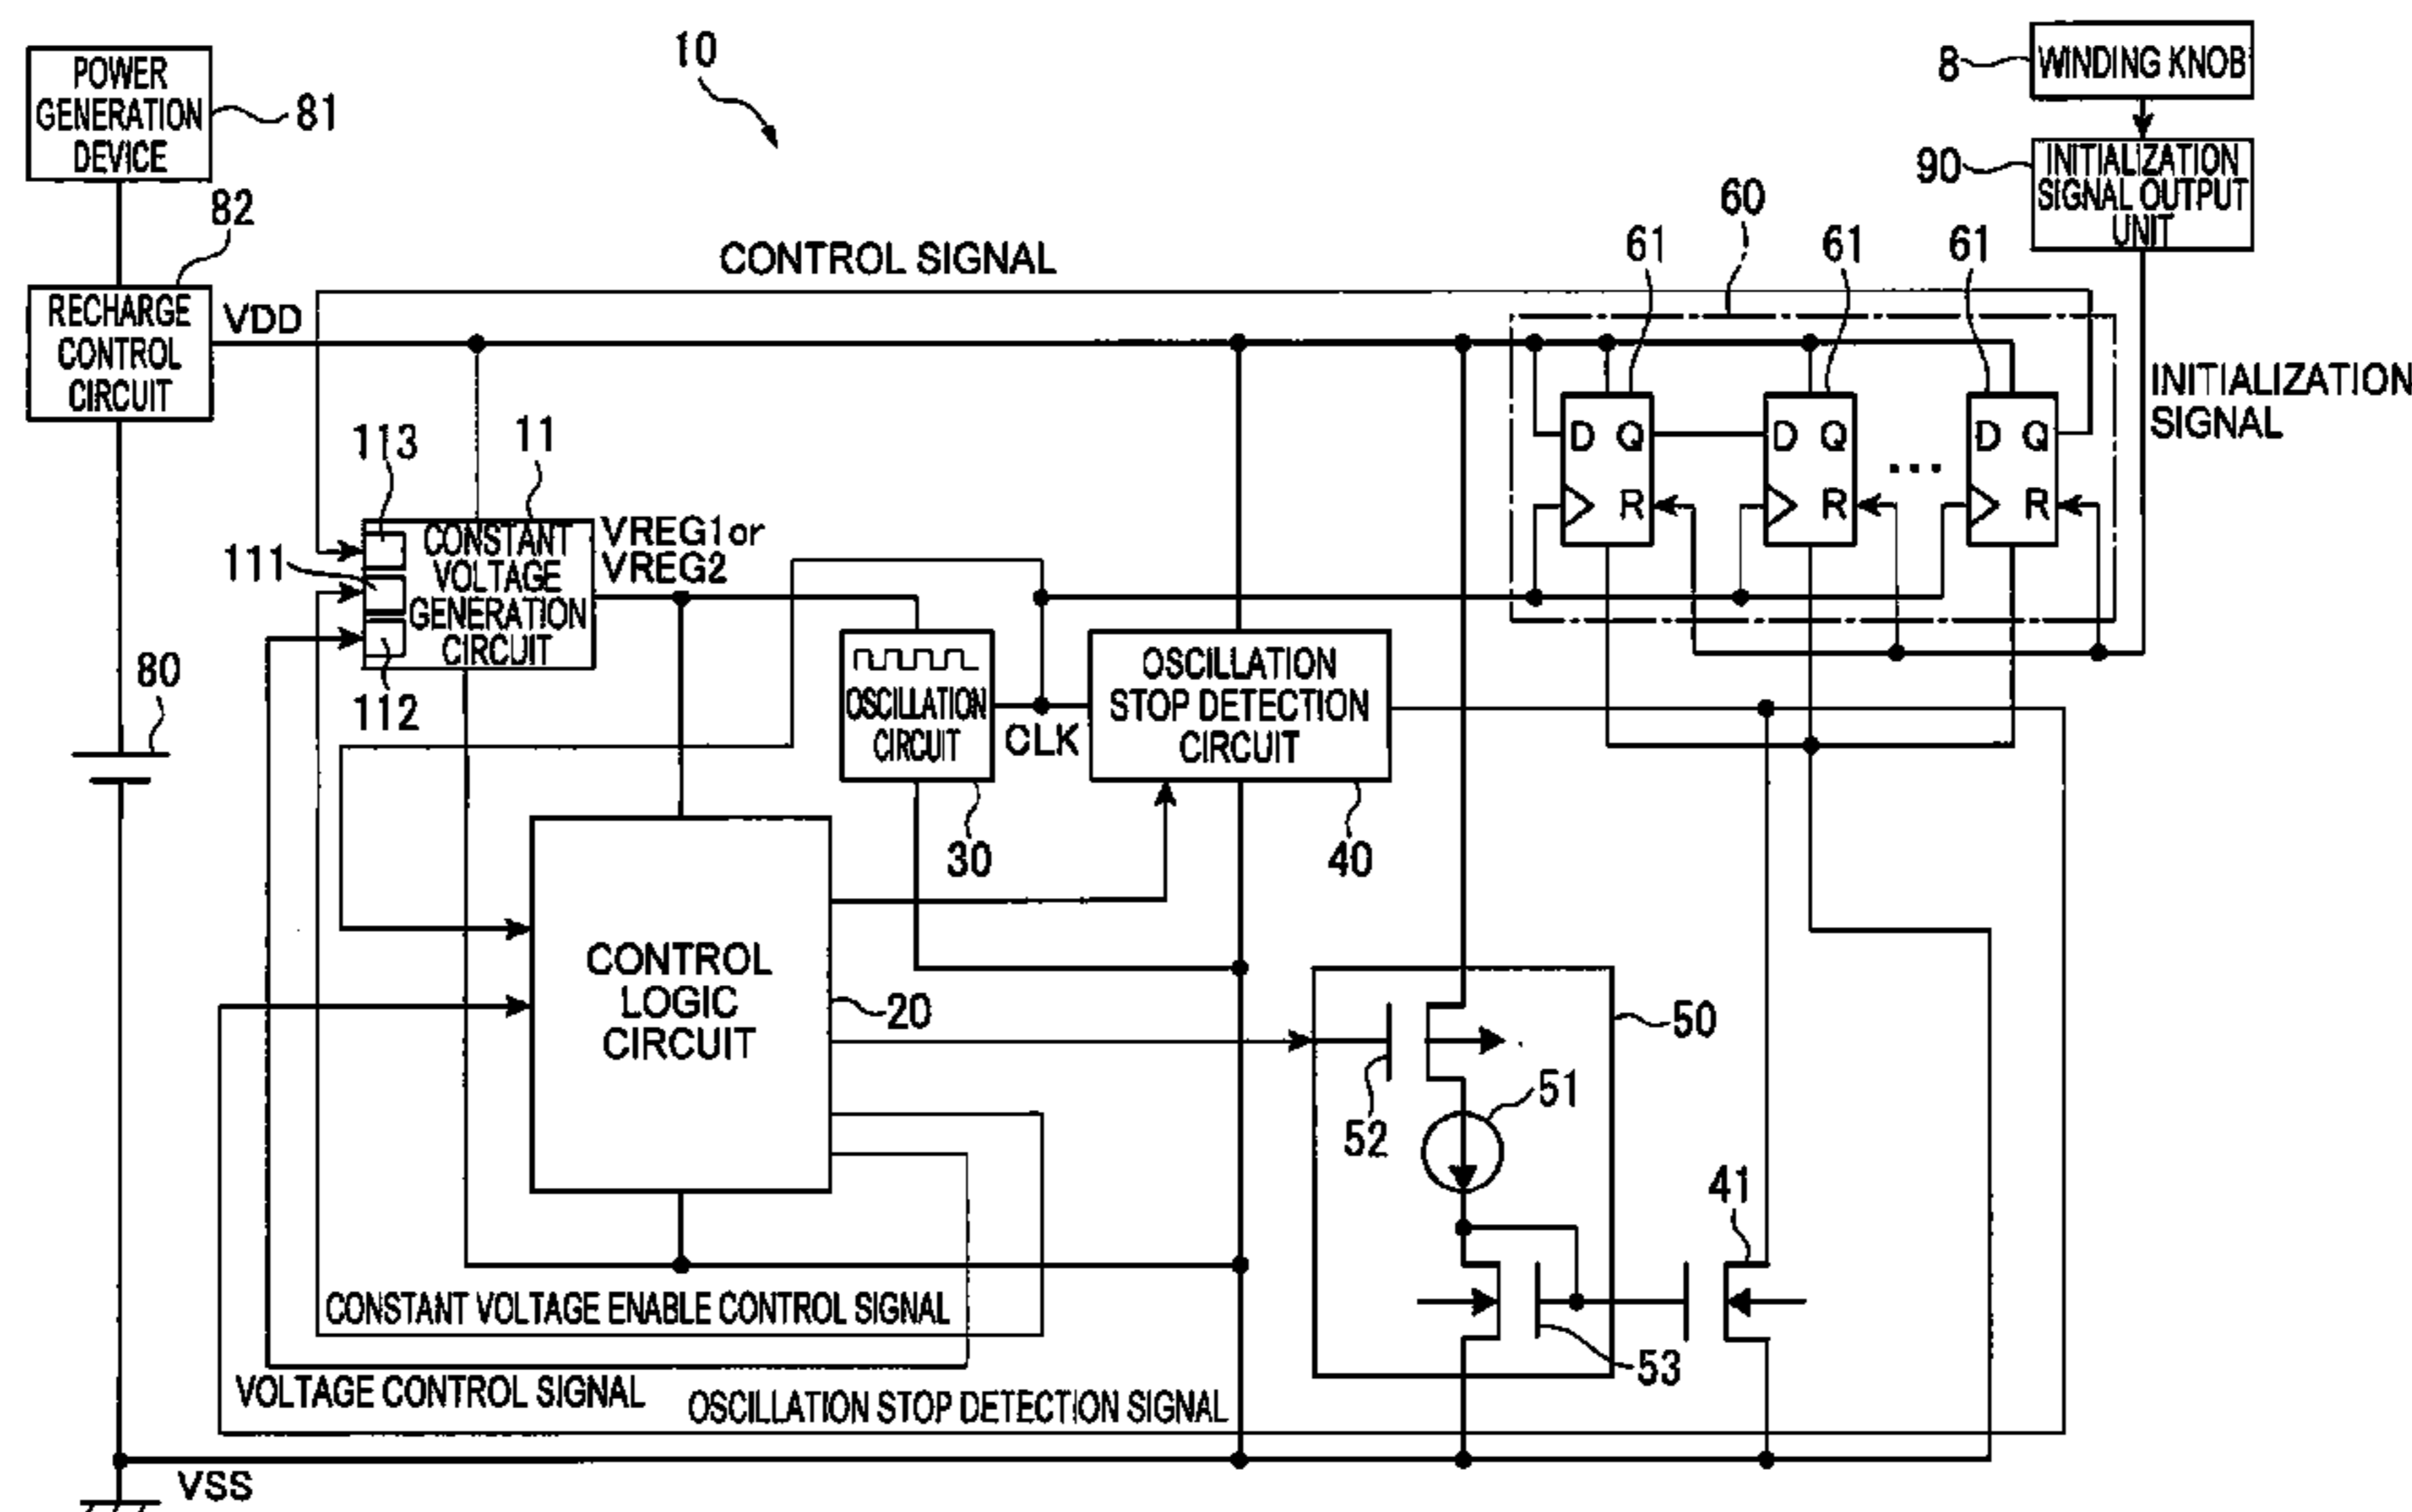 10
POWER
GENERATION
DEVICE
81
8
WINDING KNOB
90
INITIALIZATION
SIGNAL OUTPUT
UNIT
82
RECHARGE
CONTROL
CIRCUIT
VDD
CONTROL SIGNAL
60
61
61
61
INITIALIZATION
SIGNAL
D Q
R
D Q
R
...
D Q
R
113
11
111
112
CONSTANT
VOLTAGE
GENERATION
CIRCUIT
VREG1or
VREG2
80
OSCILLATION
CIRCUIT
CLK
30
OSCILLATION
STOP DETECTION
CIRCUIT
40
CONTROL
LOGIC
CIRCUIT
20
50
52
51
41
53
CONSTANT VOLTAGE ENABLE CONTROL SIGNAL
VOLTAGE CONTROL SIGNAL
OSCILLATION STOP DETECTION SIGNAL
VSS